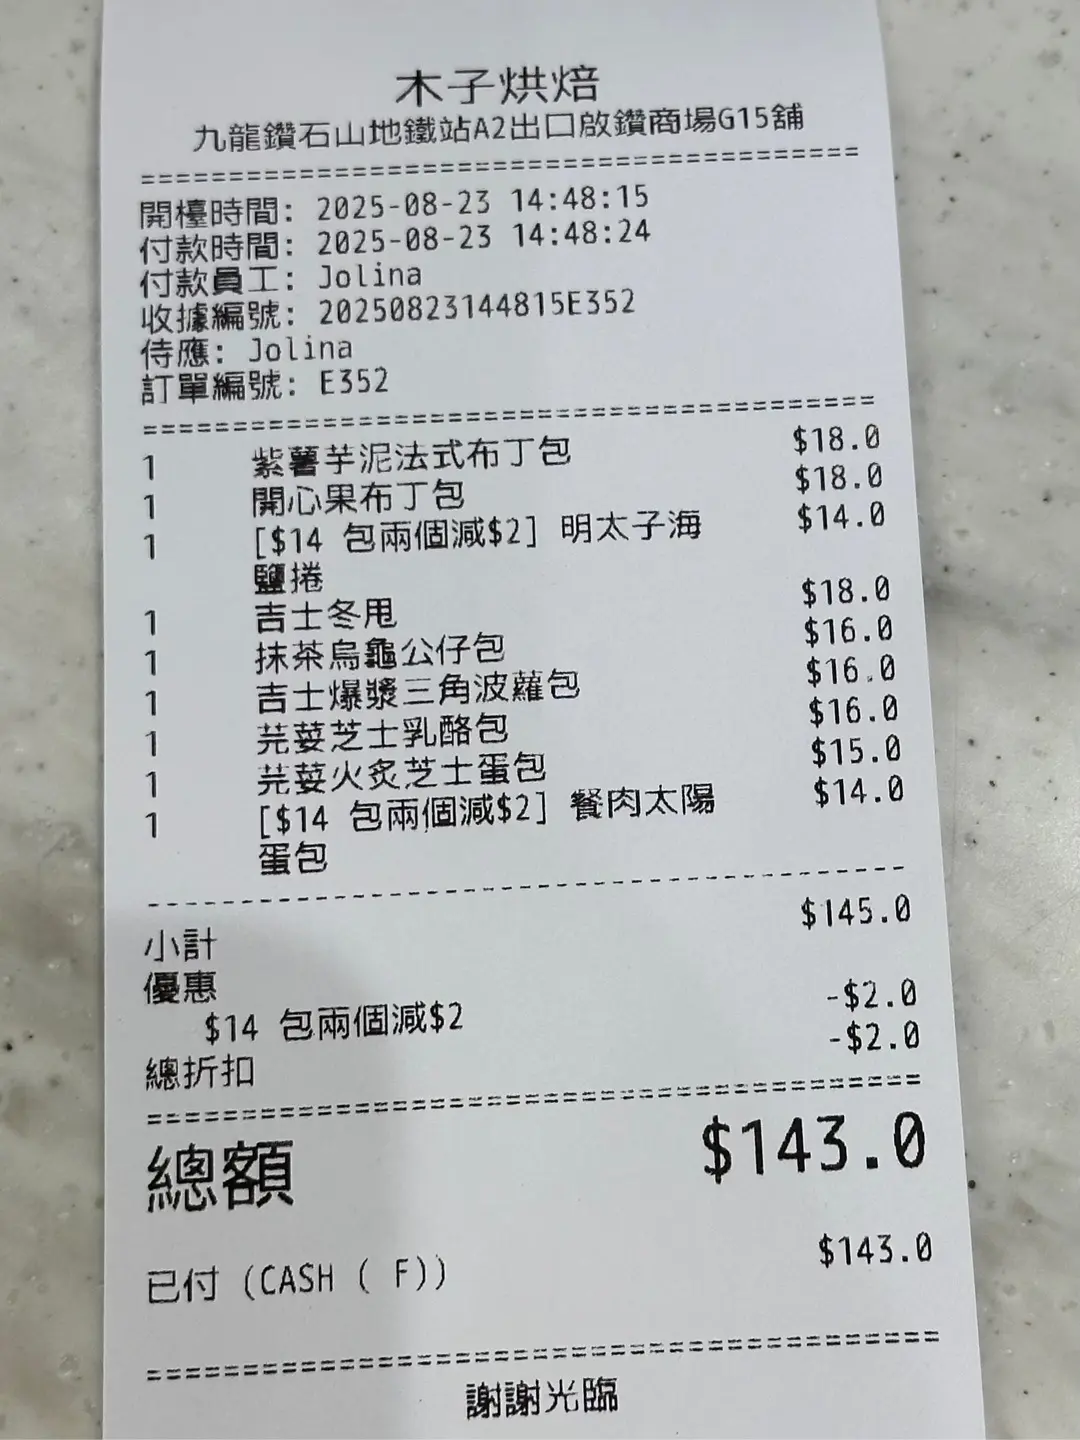 木子烘焙
九龍鑽石山地鐵站A2出口啟鑽商場G15舖
======================================
開檯時間: 2025-08-23 14:48:15
付款時間: 2025-08-23 14:48:24
付款員工: Jolina
收據編號: 20250823144815E352
侍應: Jolina
訂單編號: E352
======================================
1 紫薯芋泥法式布丁包 $18.0
1 開心果布丁包 $18.0
1 [$14 包兩個減$2] 明太子海 $14.0
鹽捲
1 吉士冬甩 $18.0
1 抹茶烏龜公仔包 $16.0
1 吉士爆漿三角波蘿包 $16.0
1 芫荽芝士乳酪包 $16.0
1 芫荽火炙芝士蛋包 $15.0
1 [$14 包兩個減$2] 餐肉太陽 $14.0
蛋包
--------------------------------------
小計 $145.0
優惠
$14 包兩個減$2 -$2.0
總折扣 -$2.0
======================================
總額 $143.0
已付 (CASH ( F)) $143.0
======================================
謝謝光臨